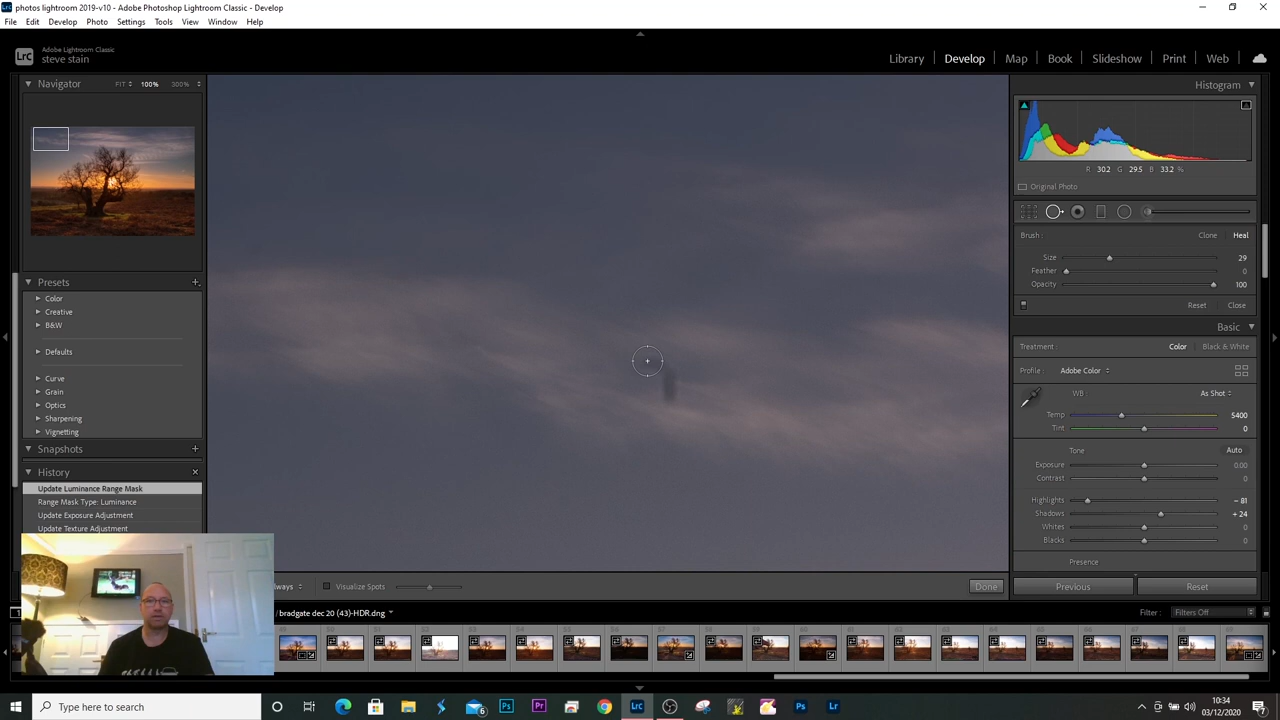 photos lightroom 2019-v10 - Adobe Photoshop Lightroom Classic - Develop
File Edit Develop Photo Settings Tools View Window Help
Lrc
Adobe Lightroom Classic
steve stain
Library Develop Map Book Slideshow Print Web
Navigator FIT 100% 300%
Histogram
R 30.2 G 29.5 B 33.2 %
Original Photo
Brush : Clone Heal
Size 29
Feather 0
Opacity 100
Reset Close
Presets
Color
Creative
B&W
Defaults
Curve
Grain
Optics
Sharpening
Vignetting
Snapshots
History
Update Luminance Range Mask
Range Mask Type: Luminance
Update Exposure Adjustment
Update Texture Adjustment
Basic
Treatment : Color Black & White
Profile : Adobe Color
WB : As Shot
Temp 5400
Tint 0
Tone Auto
Exposure 0.00
Contrast 0
Highlights - 81
Shadows + 24
Whites 0
Blacks 0
Presence
Visualize Spots Done
Previous Reset
/ bradgate dec 20 (43)-HDR.dng
Filter : Filters Off
Type here to search
Ps Pr Lrc Ps Lr
10:34
03/12/2020